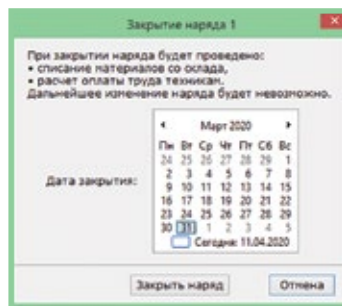 Закрытие наряда 1
При закрытии наряда будет проведено:
• списание материалов со оклада,
• расчет оплаты труда техникам.
Дальнейшее изменение наряда будет невозможно.
Март 2020
Пн Вт Ср Чт Пт Сб Вс
24 25 26 27 28 29 1
2 3 4 5 6 7 8
9 10 11 12 13 14 15
16 17 18 19 20 21 22
23 24 25 26 27 28 29
30 31 1 2 3 4 5
Сегодня: 11.04.2020
Дата закрытия:
Закрыть наряд Отмена